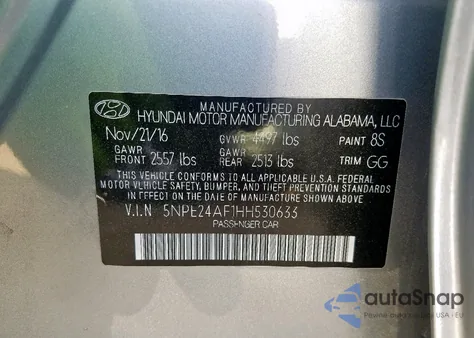 MANUFACTURED BY
HYUNDAI MOTOR MANUFACTURING ALABAMA, LLC
Nov/21/16 GVWR 4497 lbs PAINT 8S
GAWR FRONT 2557 lbs GAWR REAR 2513 lbs TRIM GG
THIS VEHICLE CONFORMS TO ALL APPLICABLE U.S.A. FEDERAL
MOTOR VEHICLE SAFETY, BUMPER, AND THEFT PREVENTION
STANDARDS IN EFFECT ON THE DATE OF
MANUFACTURE SHOWN ABOVE.
V.I.N 5NPE24AF1HH530633
PASSENGER CAR
autoSnap
USA - EU